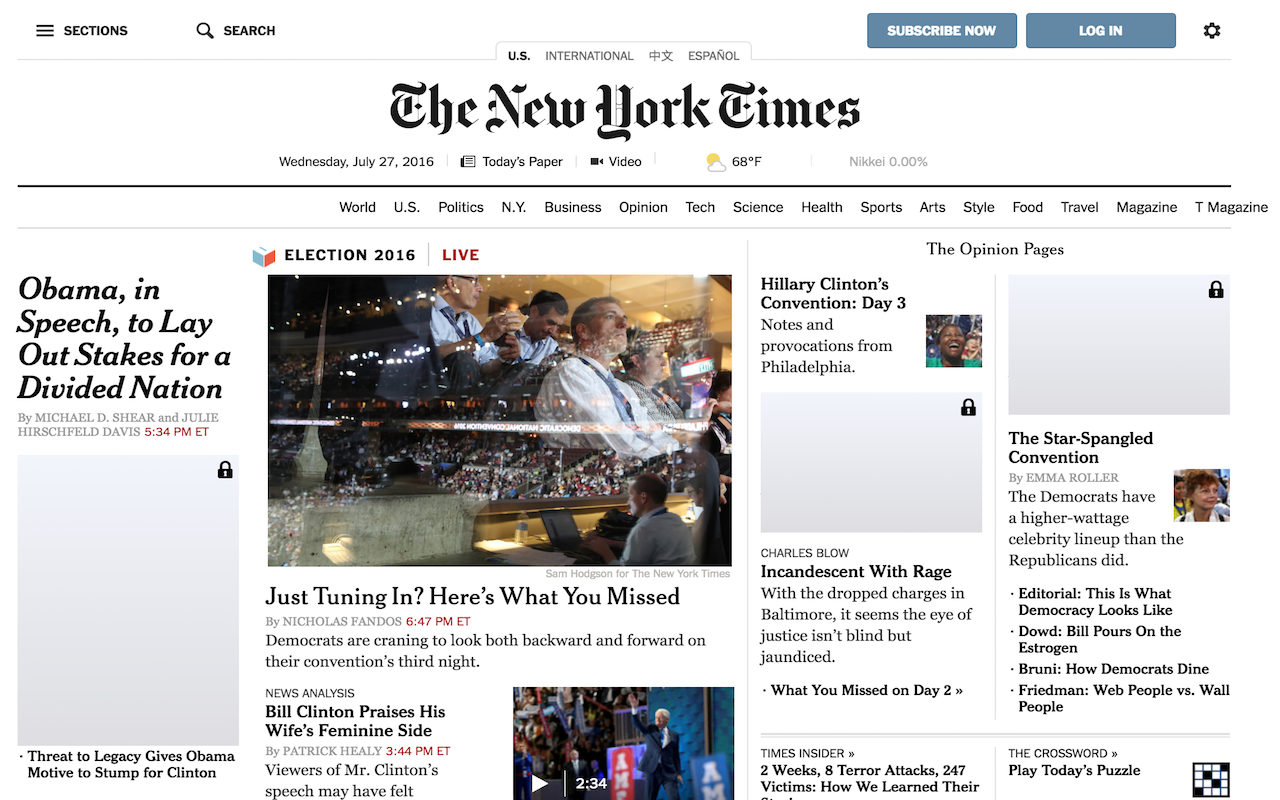 SECTIONS
SEARCH
SUBSCRIBE NOW
LOG IN
U.S.
INTERNATIONAL
中文
ESPAÑOL
The New York Times
Wednesday, July 27, 2016
Today's Paper
Video
68°F
Nikkei 0.00%
World
U.S.
Politics
N.Y.
Business
Opinion
Tech
Science
Health
Sports
Arts
Style
Food
Travel
Magazine
T Magazine
Obama, in
Speech, to Lay
Out Stakes for a
Divided Nation
By MICHAEL D. SHEAR and JULIE
HIRSCHFELD DAVIS 5:34 PM ET
· Threat to Legacy Gives Obama
Motive to Stump for Clinton
ELECTION 2016
LIVE
Sam Hodgson for The New York Times
Just Tuning In? Here's What You Missed
By NICHOLAS FANDOS 6:47 PM ET
Democrats are craning to look both backward and forward on
their convention's third night.
NEWS ANALYSIS
Bill Clinton Praises His
Wife's Feminine Side
By PATRICK HEALY 3:44 PM ET
Viewers of Mr. Clinton's
speech may have felt
2:34
The Opinion Pages
Hillary Clinton's
Convention: Day 3
Notes and
provocations from
Philadelphia.
CHARLES BLOW
Incandescent With Rage
With the dropped charges in
Baltimore, it seems the eye of
justice isn't blind but
jaundiced.
· What You Missed on Day 2 »
The Star-Spangled
Convention
By EMMA ROLLER
The Democrats have
a higher-wattage
celebrity lineup than the
Republicans did.
· Editorial: This Is What
Democracy Looks Like
· Dowd: Bill Pours On the
Estrogen
· Bruni: How Democrats Dine
· Friedman: Web People vs. Wall
People
TIMES INSIDER »
2 Weeks, 8 Terror Attacks, 247
Victims: How We Learned Their
THE CROSSWORD »
Play Today's Puzzle